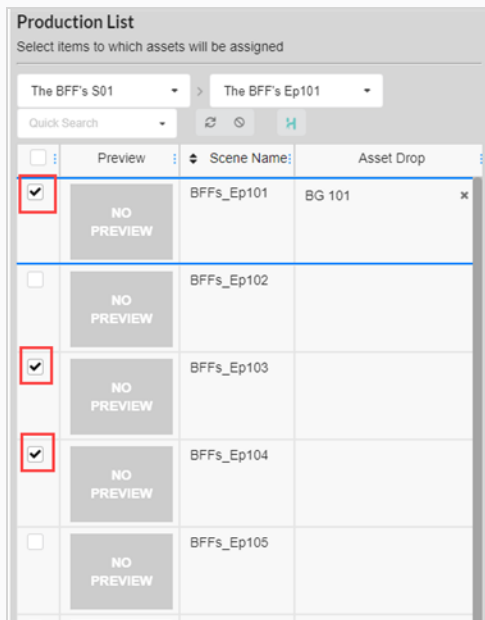 Production List
Select items to which assets will be assigned
The BFF's S01 > The BFF's Ep101
Quick Search
Preview Scene Name Asset Drop
NO PREVIEW BFFs_Ep101 BG 101
NO PREVIEW BFFs_Ep102
NO PREVIEW BFFs_Ep103
NO PREVIEW BFFs_Ep104
NO PREVIEW BFFs_Ep105